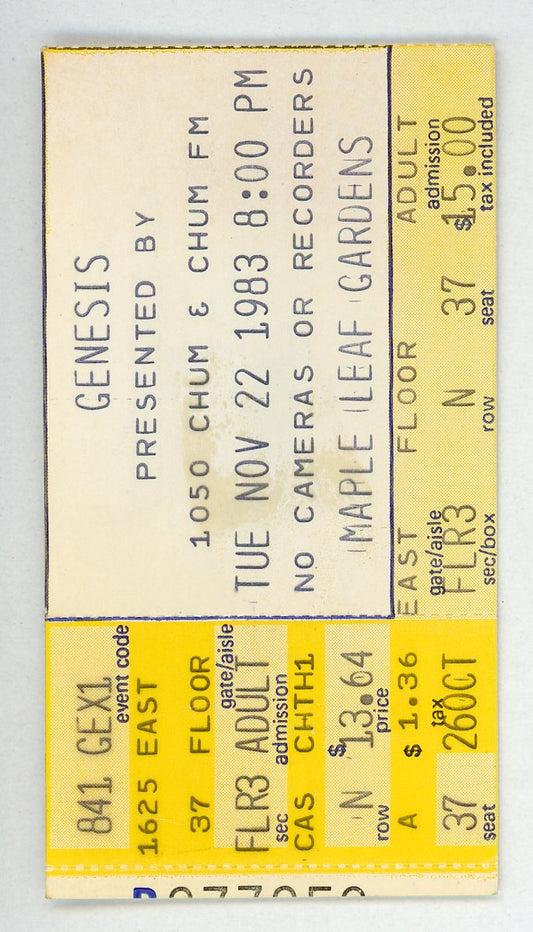 GENESIS
PRESENTED BY
1050 CHUM & CHUM FM
TUE NOV 22 1983 8:00 PM
NO CAMERAS OR RECORDERS
MAPLE LEAF GARDENS
EAST FLOOR ADULT
gate/aisle admission
FLR3 N 37 $15.00
sec/box row seat tax included
841 GEX1
event code
1625 EAST
37 FLOOR
gate/aisle
FLR3 ADULT
sec admission
CAS CHTH1
N $13.64
row price
A $1.36
tax
37 26OCT
seat